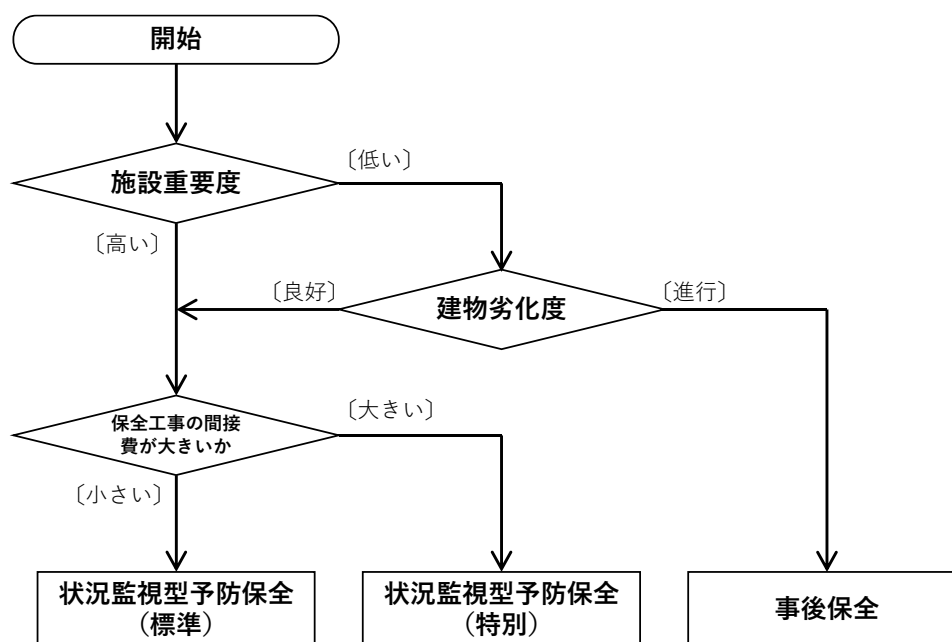 開始
施設重要度
〔低い〕
〔高い〕
〔良好〕
建物劣化度
〔進行〕
保全工事の間接
費が大きいか
〔大きい〕
〔小さい〕
状況監視型予防保全
（標準）
状況監視型予防保全
（特別）
事後保全